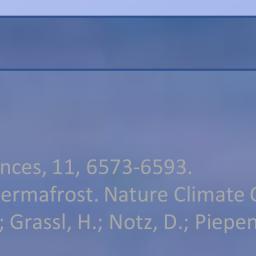 nces, 11, 6573-6593.
ermafrost. Nature Climate
; Grassl, H.; Notz, D.; Piepen